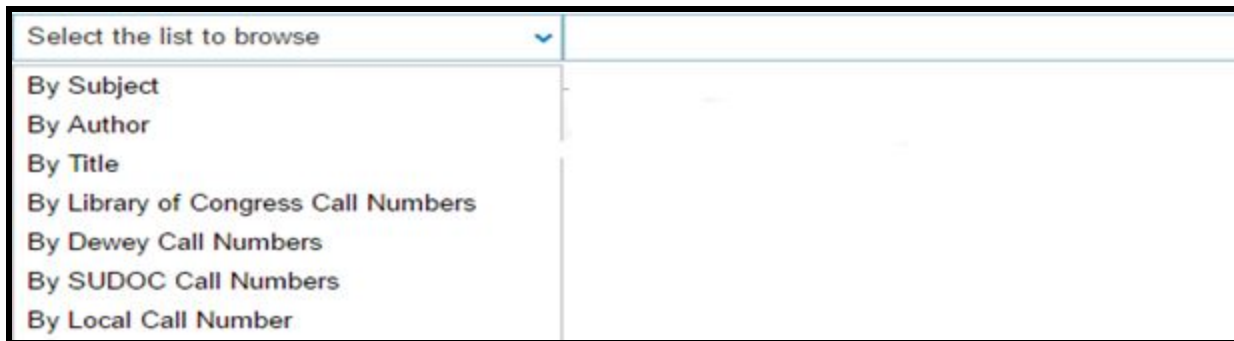 Select the list to browse
By Subject
By Author
By Title
By Library of Congress Call Numbers
By Dewey Call Numbers
By SUDOC Call Numbers
By Local Call Number